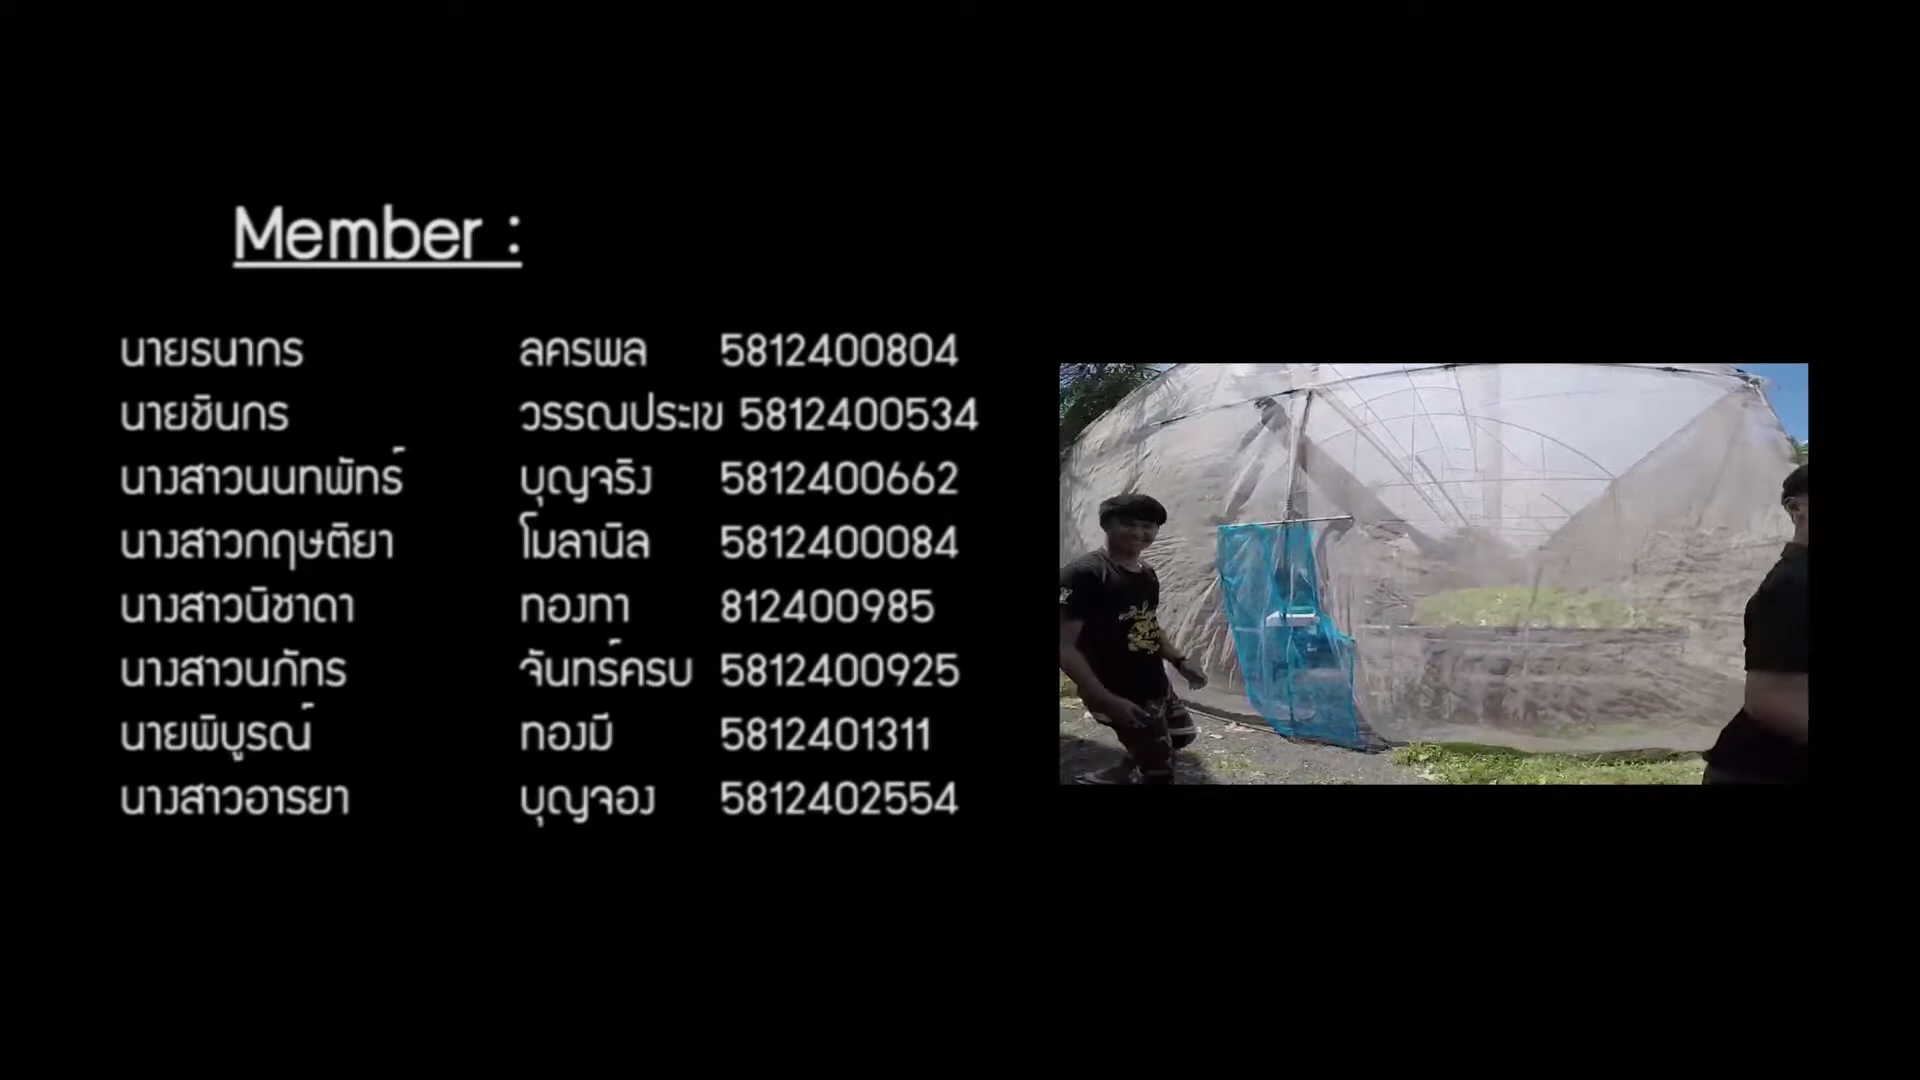 Member :
นายธนากร ลครพล 5812400804
นายชินกร วรรณประเข 5812400534
นางสาวนนทพัทธ์ บุญจริง 5812400662
นางสาวกฤษติยา โมลานิล 5812400084
นางสาวนิชาดา ทองทา 812400985
นางสาวนภัทร จันทร์ครบ 5812400925
นายพิบูรณ์ ทองมี 5812401311
นางสาวอารยา บุญจอง 5812402554